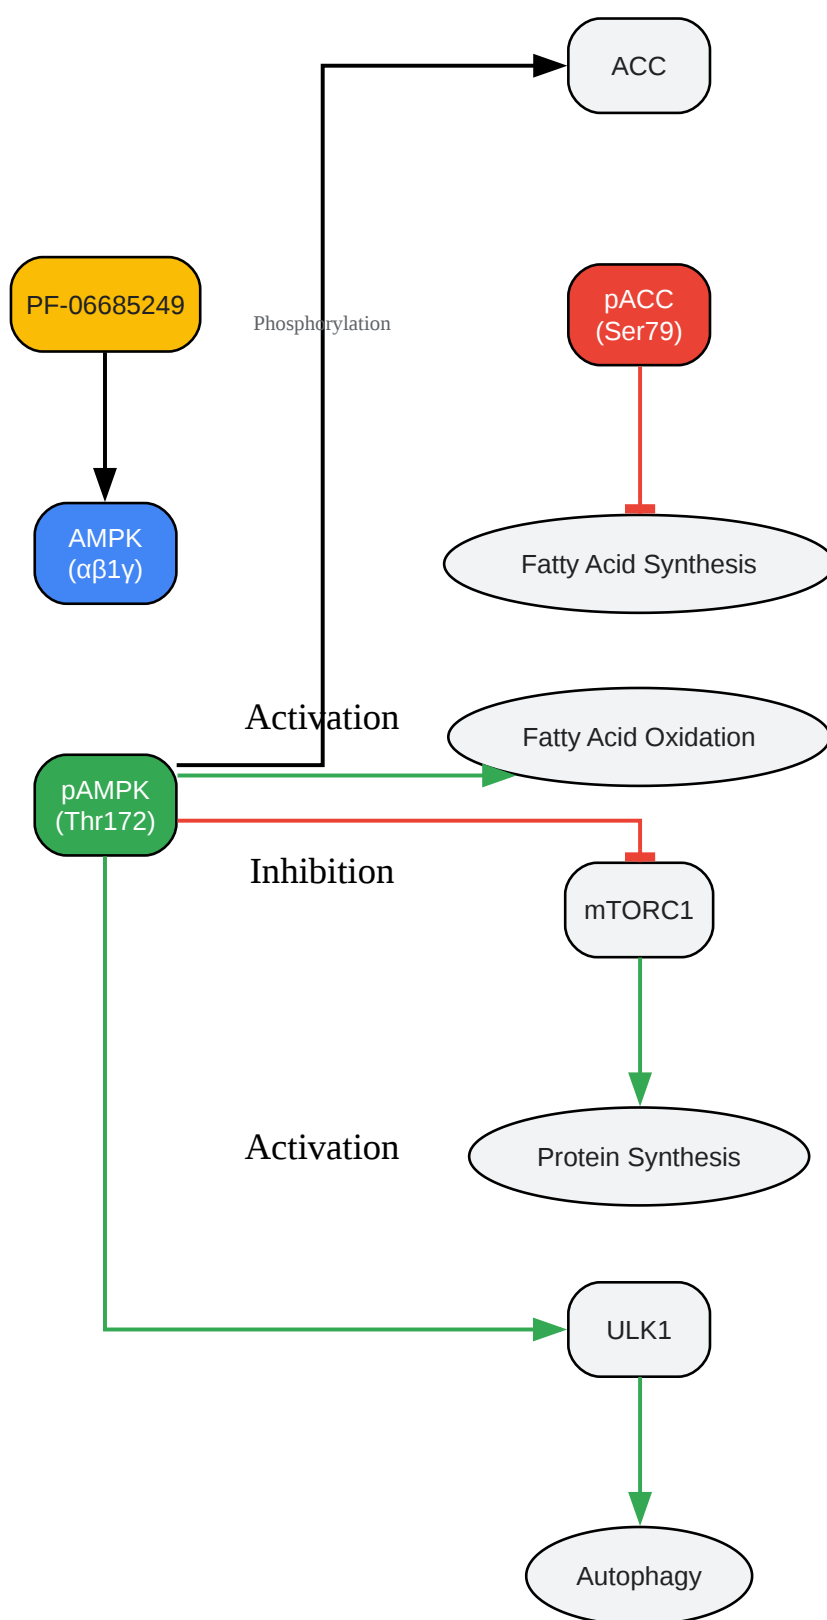 ACC
PF-06685249
pACC
(Ser79)
Phosphorylation
AMPK
(αβ1γ)
Fatty Acid Synthesis
Activation
Fatty Acid Oxidation
pAMPK
(Thr172)
Inhibition
mTORC1
Activation
Protein Synthesis
ULK1
Autophagy